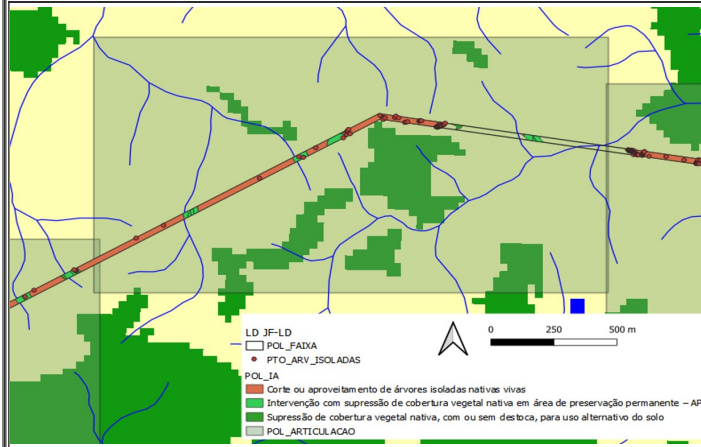 LD JF-LD
POL_FAIXA
PTO_ARV_ISOLADAS
POL_IA
Corte ou aproveitamento de árvores isoladas nativas vivas
Intervenção com supressão de cobertura vegetal nativa em área de preservação permanente – AP
Supressão de cobertura vegetal nativa, com ou sem destoca, para uso alternativo do solo
POL_ARTICULACAO
0 250 500 m